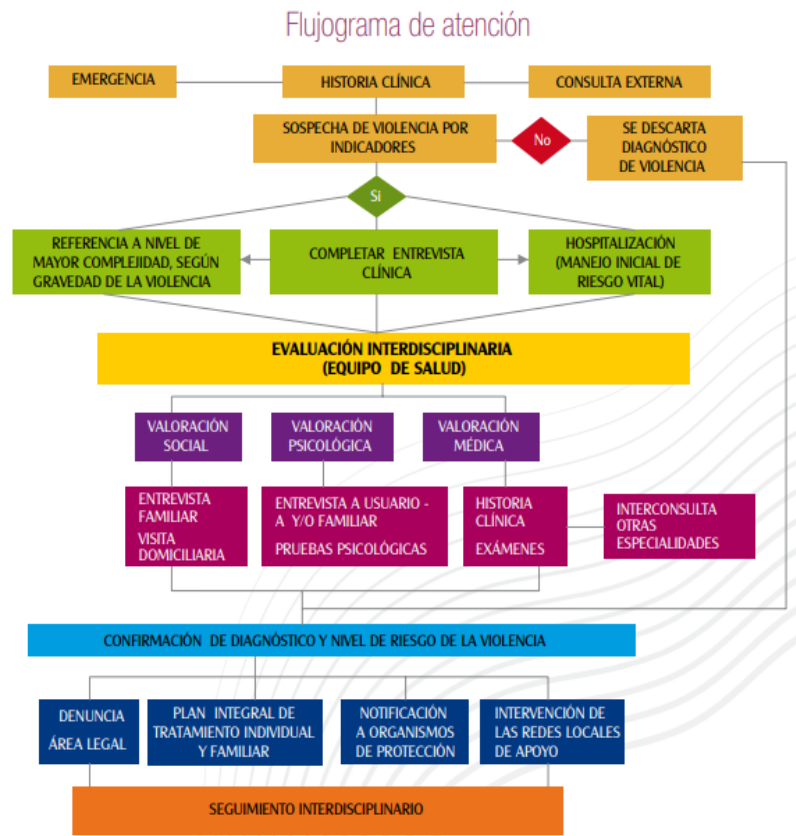 Flujograma de atención
EMERGENCIA
HISTORIA CLÍNICA
CONSULTA EXTERNA
SOSPECHA DE VIOLENCIA POR
INDICADORES
No
SE DESCARTA
DIAGNÓSTICO
DE VIOLENCIA
Si
REFERENCIA A NIVEL DE
MAYOR COMPLEJIDAD, SEGÚN
GRAVEDAD DE LA VIOLENCIA
COMPLETAR ENTREVISTA
CLÍNICA
HOSPITALIZACIÓN
(MANEJO INICIAL DE
RIESGO VITAL)
EVALUACIÓN INTERDISCIPLINARIA
(EQUIPO DE SALUD)
VALORACIÓN
SOCIAL
VALORACIÓN
PSICOLÓGICA
VALORACIÓN
MÉDICA
ENTREVISTA
FAMILIAR
VISITA
DOMICILIARIA
ENTREVISTA A USUARIO -
A Y/O FAMILIAR
PRUEBAS PSICOLÓGICAS
HISTORIA
CLÍNICA
EXÁMENES
INTERCONSULTA
OTRAS
ESPECIALIDADES
CONFIRMACIÓN DE DIAGNÓSTICO Y NIVEL DE RIESGO DE LA VIOLENCIA
DENUNCIA
ÁREA LEGAL
PLAN INTEGRAL DE
TRATAMIENTO INDIVIDUAL
Y FAMILIAR
NOTIFICACIÓN
A ORGANISMOS
DE PROTECCIÓN
INTERVENCIÓN DE
LAS REDES LOCALES
DE APOYO
SEGUIMIENTO INTERDISCIPLINARIO